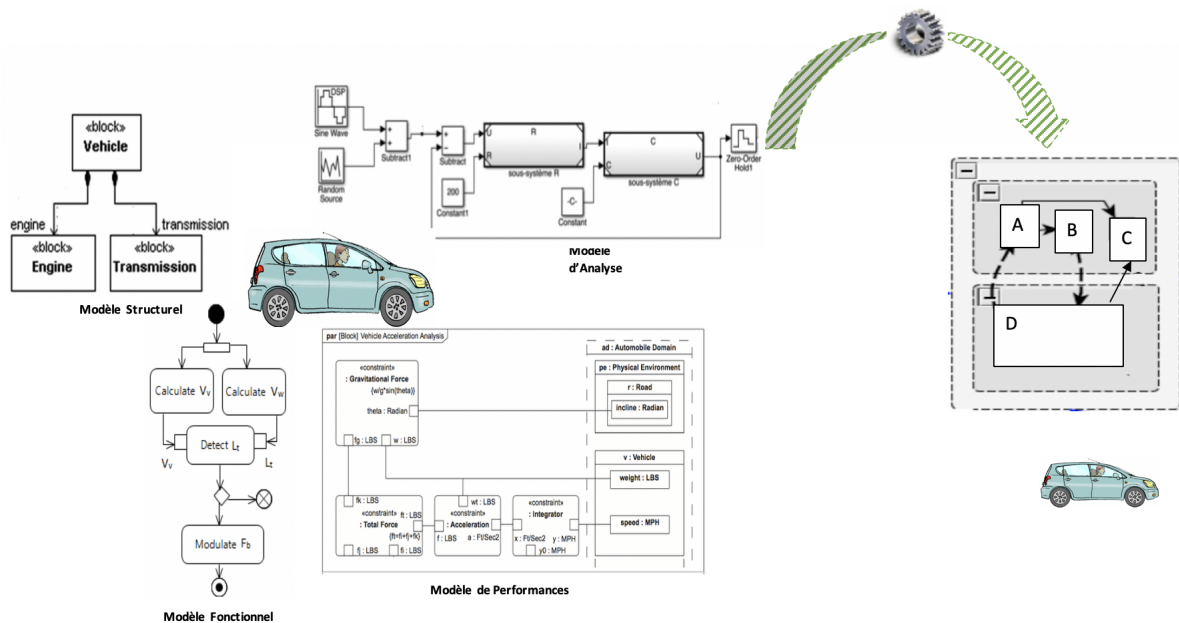 «block»
Vehicle
engine
transmission
«block»
Engine
«block»
Transmission
Modèle Structurel
DSP
Sine Wave
Random
Source
+
+
Subtract1
+
−
Subtract
U
R
R
I
sous-système R
200
Constant1
I
C
C
U
sous-système C
-C-
Constant
Zero-Order
Hold1
Modèle
d'Analyse
Calculate Vv
Calculate Vw
Detect Lt
Vv
Lt
Modulate Fb
Modèle Fonctionnel
par [Block] Vehicle Acceleration Analysis
«constraint»
: Gravitational Force
{w/g*sin(theta)}
theta : Radian
fg : LBS
w : LBS
ad : Automobile Domain
pe : Physical Environment
r : Road
incline : Radian
v : Vehicle
weight : LBS
speed : MPH
fk : LBS
«constraint»
ft : LBS
: Total Force
{ft=fi+fj+fk}
fj : LBS
fi : LBS
wt : LBS
«constraint»
: Acceleration
f : LBS
a : Ft/Sec2
«constraint»
: Integrator
x : Ft/Sec2
y : MPH
y0 : MPH
Modèle de Performances
A
B
C
D